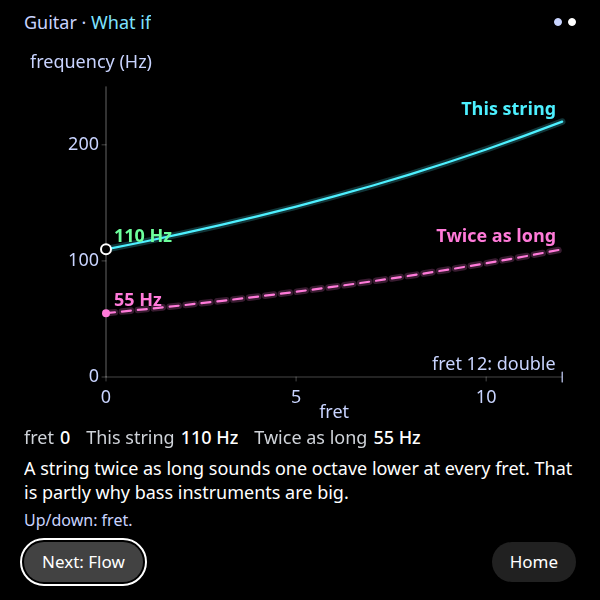 Guitar · What if
frequency (Hz)
This string
200
110 Hz
Twice as long
100
55 Hz
fret 12: double
0
0 5 10
fret
fret 0 This string 110 Hz Twice as long 55 Hz
A string twice as long sounds one octave lower at every fret. That
is partly why bass instruments are big.
Up/down: fret.
Next: Flow Home